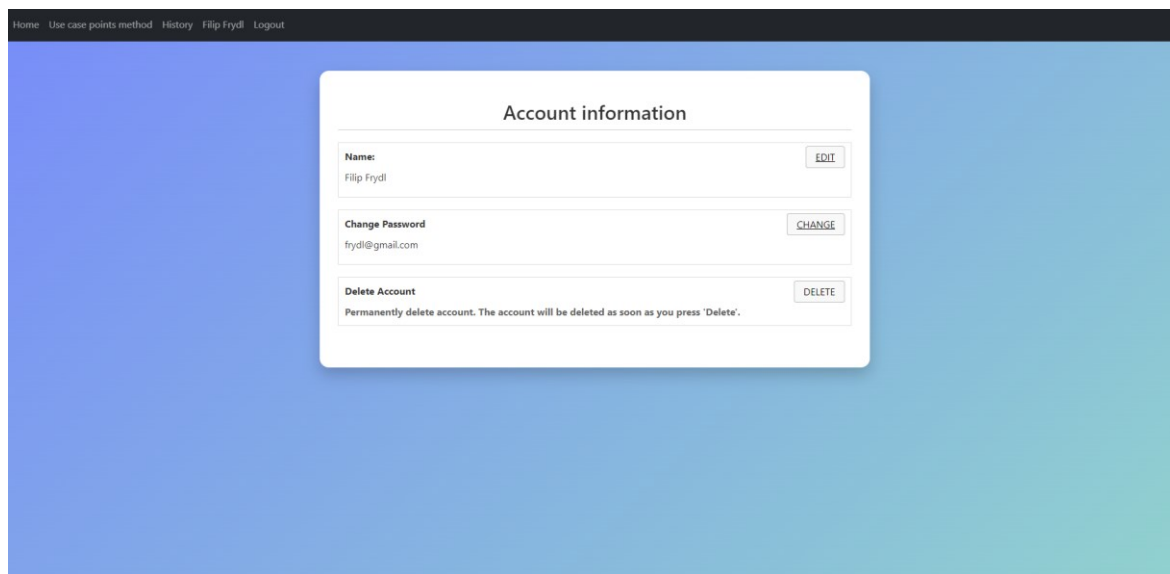 Home Use case points method History Filip Frydl Logout
Account information
Name:
EDIT
Filip Frydl
Change Password
CHANGE
frydl@gmail.com
Delete Account
DELETE
Permanently delete account. The account will be deleted as soon as you press 'Delete'.